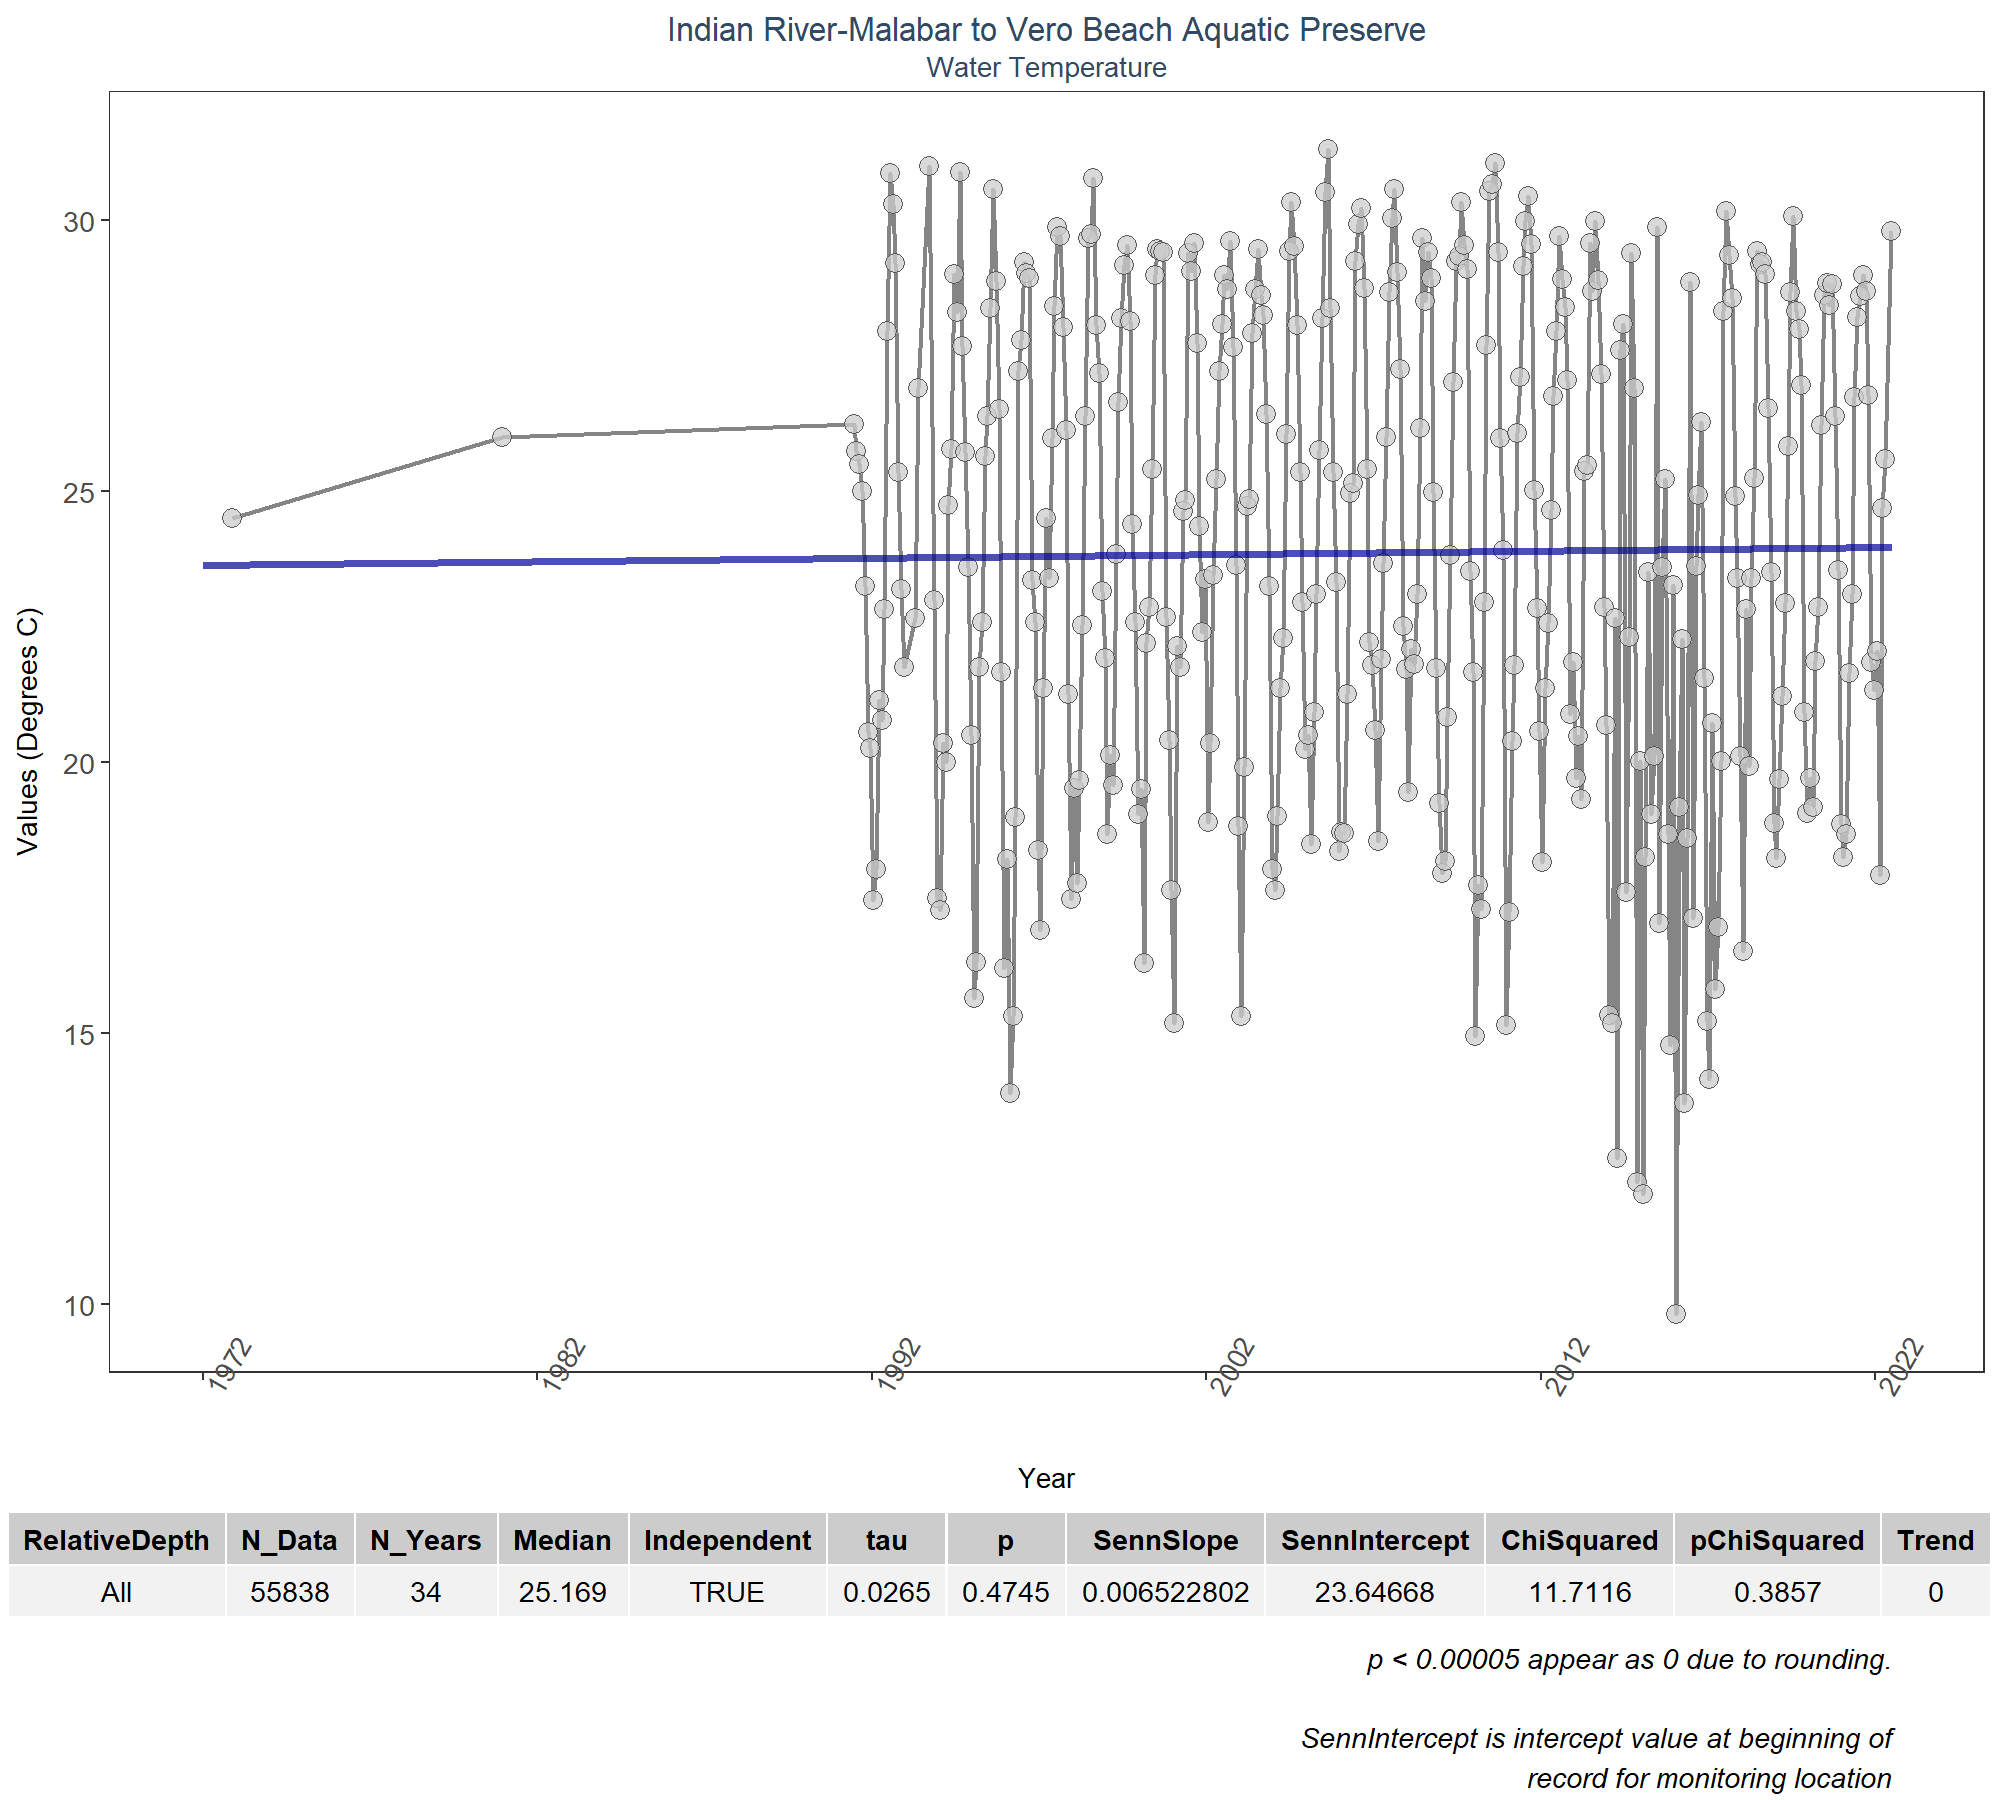 Indian River-Malabar to Vero Beach Aquatic Preserve
Water Temperature
Values (Degrees C)
30
25
20
15
10
1972 1982 1992 2002 2012 2022
Year
RelativeDepth N_Data N_Years Median Independent tau p SennSlope SennIntercept ChiSquared pChiSquared Trend
All 55838 34 25.169 TRUE 0.0265 0.4745 0.006522802 23.64668 11.7116 0.3857 0
p < 0.00005 appear as 0 due to rounding.
SennIntercept is intercept value at beginning of
record for monitoring location